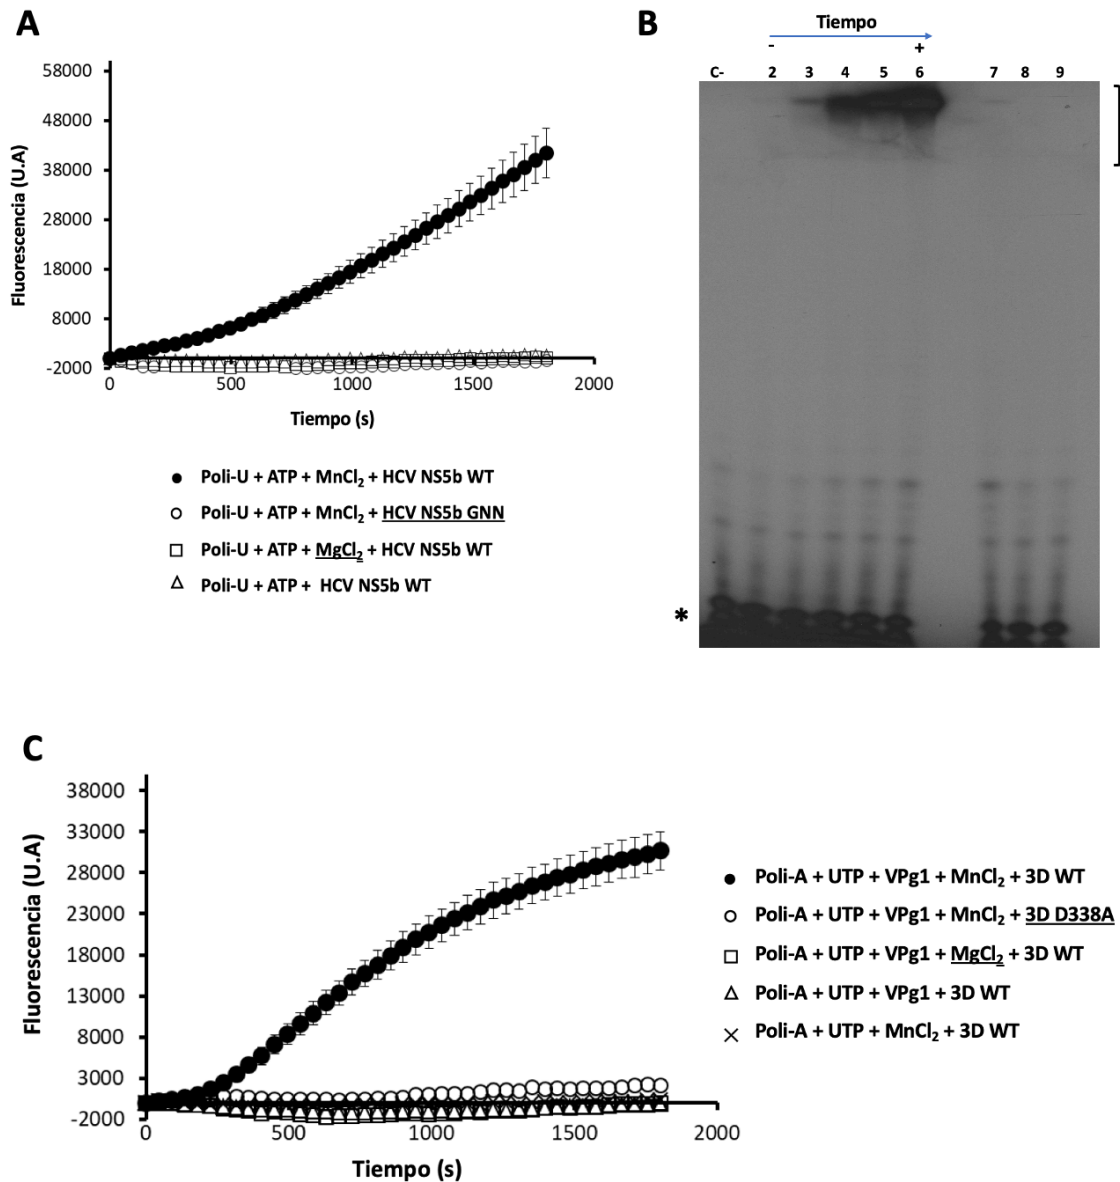 A
58000
48000
38000
28000
18000
8000
-2000
0
500
1000
1500
2000
Fluorescencia (U.A)
Tiempo (s)
Poli-U + ATP + MnCl₂ + HCV NS5b WT
Poli-U + ATP + MnCl₂ + HCV NS5b GNN
Poli-U + ATP + MgCl₂ + HCV NS5b WT
Poli-U + ATP + HCV NS5b WT
B
Tiempo
- +
C- 2 3 4 5 6 7 8 9
*
C
38000
33000
28000
23000
18000
13000
8000
3000
-2000
0
500
1000
1500
2000
Fluorescencia (U.A)
Tiempo (s)
Poli-A + UTP + VPg1 + MnCl₂ + 3D WT
Poli-A + UTP + VPg1 + MnCl₂ + 3D D338A
Poli-A + UTP + VPg1 + MgCl₂ + 3D WT
Poli-A + UTP + VPg1 + 3D WT
Poli-A + UTP + MnCl₂ + 3D WT